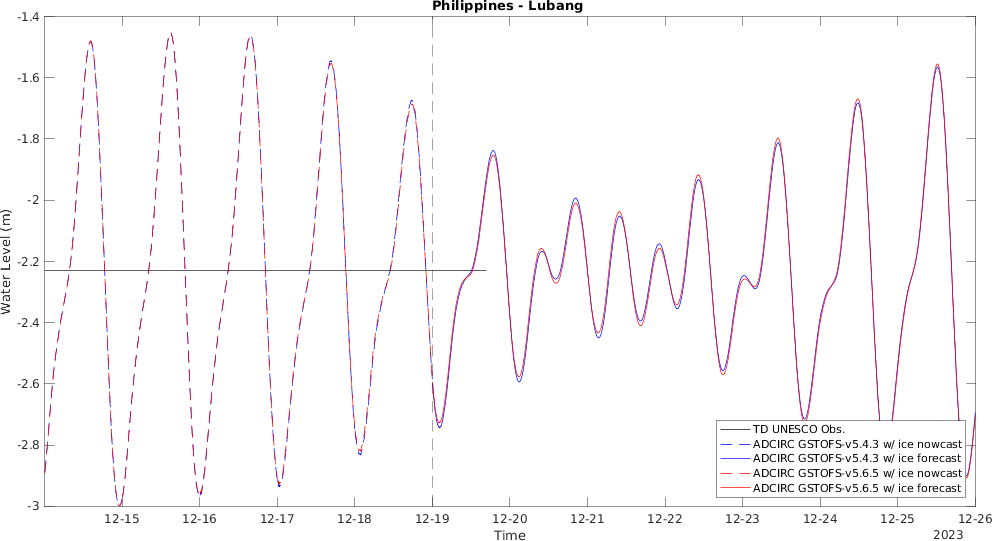 Philippines - Lubang
-1.4
-1.6
-1.8
-2
-2.2
-2.4
-2.6
-2.8
-3
Water Level (m)
TD UNESCO Obs.
ADCIRC GSTOFS-v5.4.3 w/ ice nowcast
ADCIRC GSTOFS-v5.4.3 w/ ice forecast
ADCIRC GSTOFS-v5.6.5 w/ ice nowcast
ADCIRC GSTOFS-v5.6.5 w/ ice forecast
12-15 12-16 12-17 12-18 12-19 12-20 12-21 12-22 12-23 12-24 12-25 12-26
Time
2023